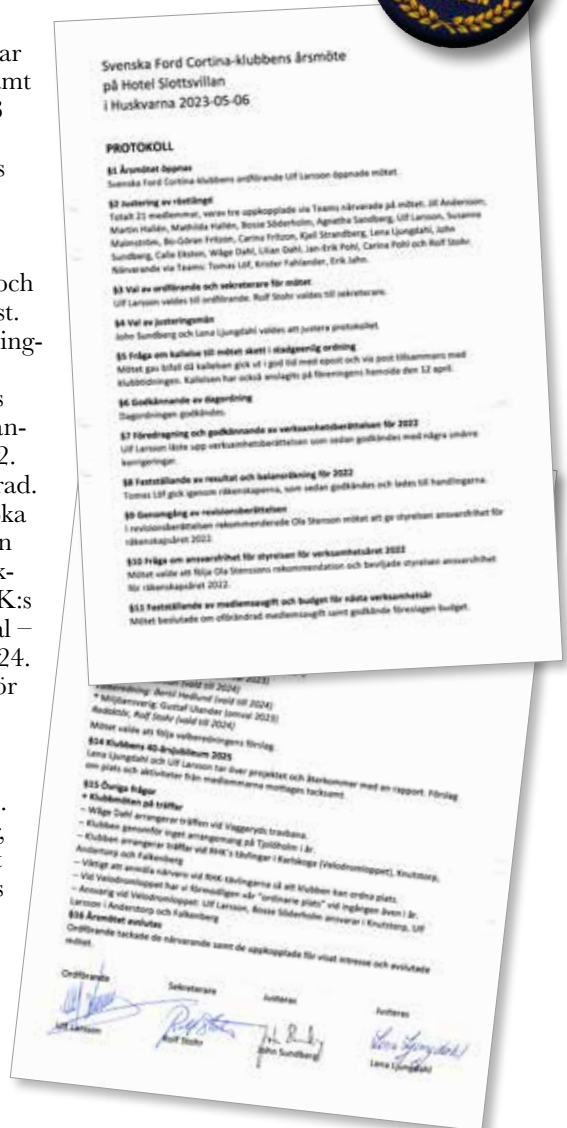 ar
amt
s
och
st.
ing-
s
an-
2.
rad.
ka
n
k-
K:s
al –
24.
ör
.
t
s
Svenska Ford Cortina-klubbens årsmöte
på Hotel Slottsvillan
i Huskvarna 2023-05-06
PROTOKOLL
§1 Årsmötet öppnas
Svenska Ford Cortina-klubbens ordförande Ulf Larsson öppnade mötet.
§2 Justering av röstlängd
Totalt 21 medlemmar, varav tre uppkopplade via Teams närvarade på mötet. Jill Andersson,
Martin Hallén, Mathilda Hallén, Bosse Söderholm, Agnetha Sandberg, Ulf Larsson, Susanne
Malmström, Bo-Göran Fritzon, Carina Fritzon, Kjell Strandberg, Lena Ljungdahl, John
Sundberg, Calle Eksten, Wåge Dahl, Lilian Dahl, Jan-Erik Pohl, Carina Pohl och Rolf Stohr.
Närvarande via Teams: Tomas Löf, Krister Fahlander, Erik Jahn.
§3 Val av ordförande och sekreterare för mötet
Ulf Larsson valdes till ordförande. Rolf Stohr valdes till sekreterare.
§4 Val av justeringsmän
John Sundberg och Lena Ljungdahl valdes att justera protokollet.
§5 Fråga om kallelse till mötet skett i stadgeenlig ordning
Mötet gav bifall då kallelsen gick ut i god tid med epost och via post tillsammans med
klubbtidningen. Kallelsen har också anslagits på föreningens hemsida den 12 april.
§6 Godkännande av dagordning
Dagordningen godkändes.
§7 Föredragning och godkännande av verksamhetsberättelsen för 2022
Ulf Larsson läste upp verksamhetsberättelsen som sedan godkändes med några smärre
korrigeringar.
§8 Fastställande av resultat och balansräkning för 2022
Tomas Löf gick igenom räkenskaperna, som sedan godkändes och lades till handlingarna.
§9 Genomgång av revisionsberättelsen
I revisionsberättelsen rekommenderade Ola Stenson mötet att ge styrelsen ansvarsfrihet för
räkenskapsåret 2022.
§10 Fråga om ansvarsfrihet för styrelsen för verksamhetsåret 2022
Mötet valde att följa Ola Stenssons rekommendation och beviljade styrelsen ansvarsfrihet
för räkenskapsåret 2022.
§11 Fastställande av medlemsavgift och budget för nästa verksamhetsår
Mötet beslutade om oförändrad medlemsavgift samt godkände föreslagen budget.
Valberedning: Bernt Hedlund (vald till 2024)
+ Miljöansvarig: Gustaf Ulander (omval 2023)
Redaktör, Rolf Stohr (vald till 2024)
Mötet valde att följa valberedningens förslag.
§14 Klubbens 40-årsjubileum 2025
Lena Ljungdahl och Ulf Larsson tar över projektet och återkommer med en rapport. Förslag
om plats och aktiviteter från medlemmarna mottages tacksamt.
§15 Övriga frågor
+ Klubbmöten på träffar
– Wåge Dahl arrangerar träffen vid Vaggeryds travbana.
– Klubben genomför inget arrangemang på Tjolöholm i år.
– Klubben arrangerar träffar vid RHK's tävlingar i Karlskoga (Velodromloppet), Knutstorp,
Anderstorp och Falkenberg
– Viktigt att anmäla närvaro vid RHK tävlingarna så att klubben kan ordna plats.
– Vid Velodromloppet har vi förmodligen vår "ordinarie plats" vid ingången även i år.
– Ansvarig vid Velodromloppet: Ulf Larsson, Bosse Söderholm ansvarar i Knutstorp, Ulf
Larsson i Anderstorp och Falkenberg
§16 Årsmötet avslutas
Ordförande tackade de närvarande samt de uppkopplade för visat intresse och avslutade
mötet.
Ordförande Sekreterare Justeras Justeras
Ulf Larsson Rolf Stohr John Sundberg Lena Ljungdahl